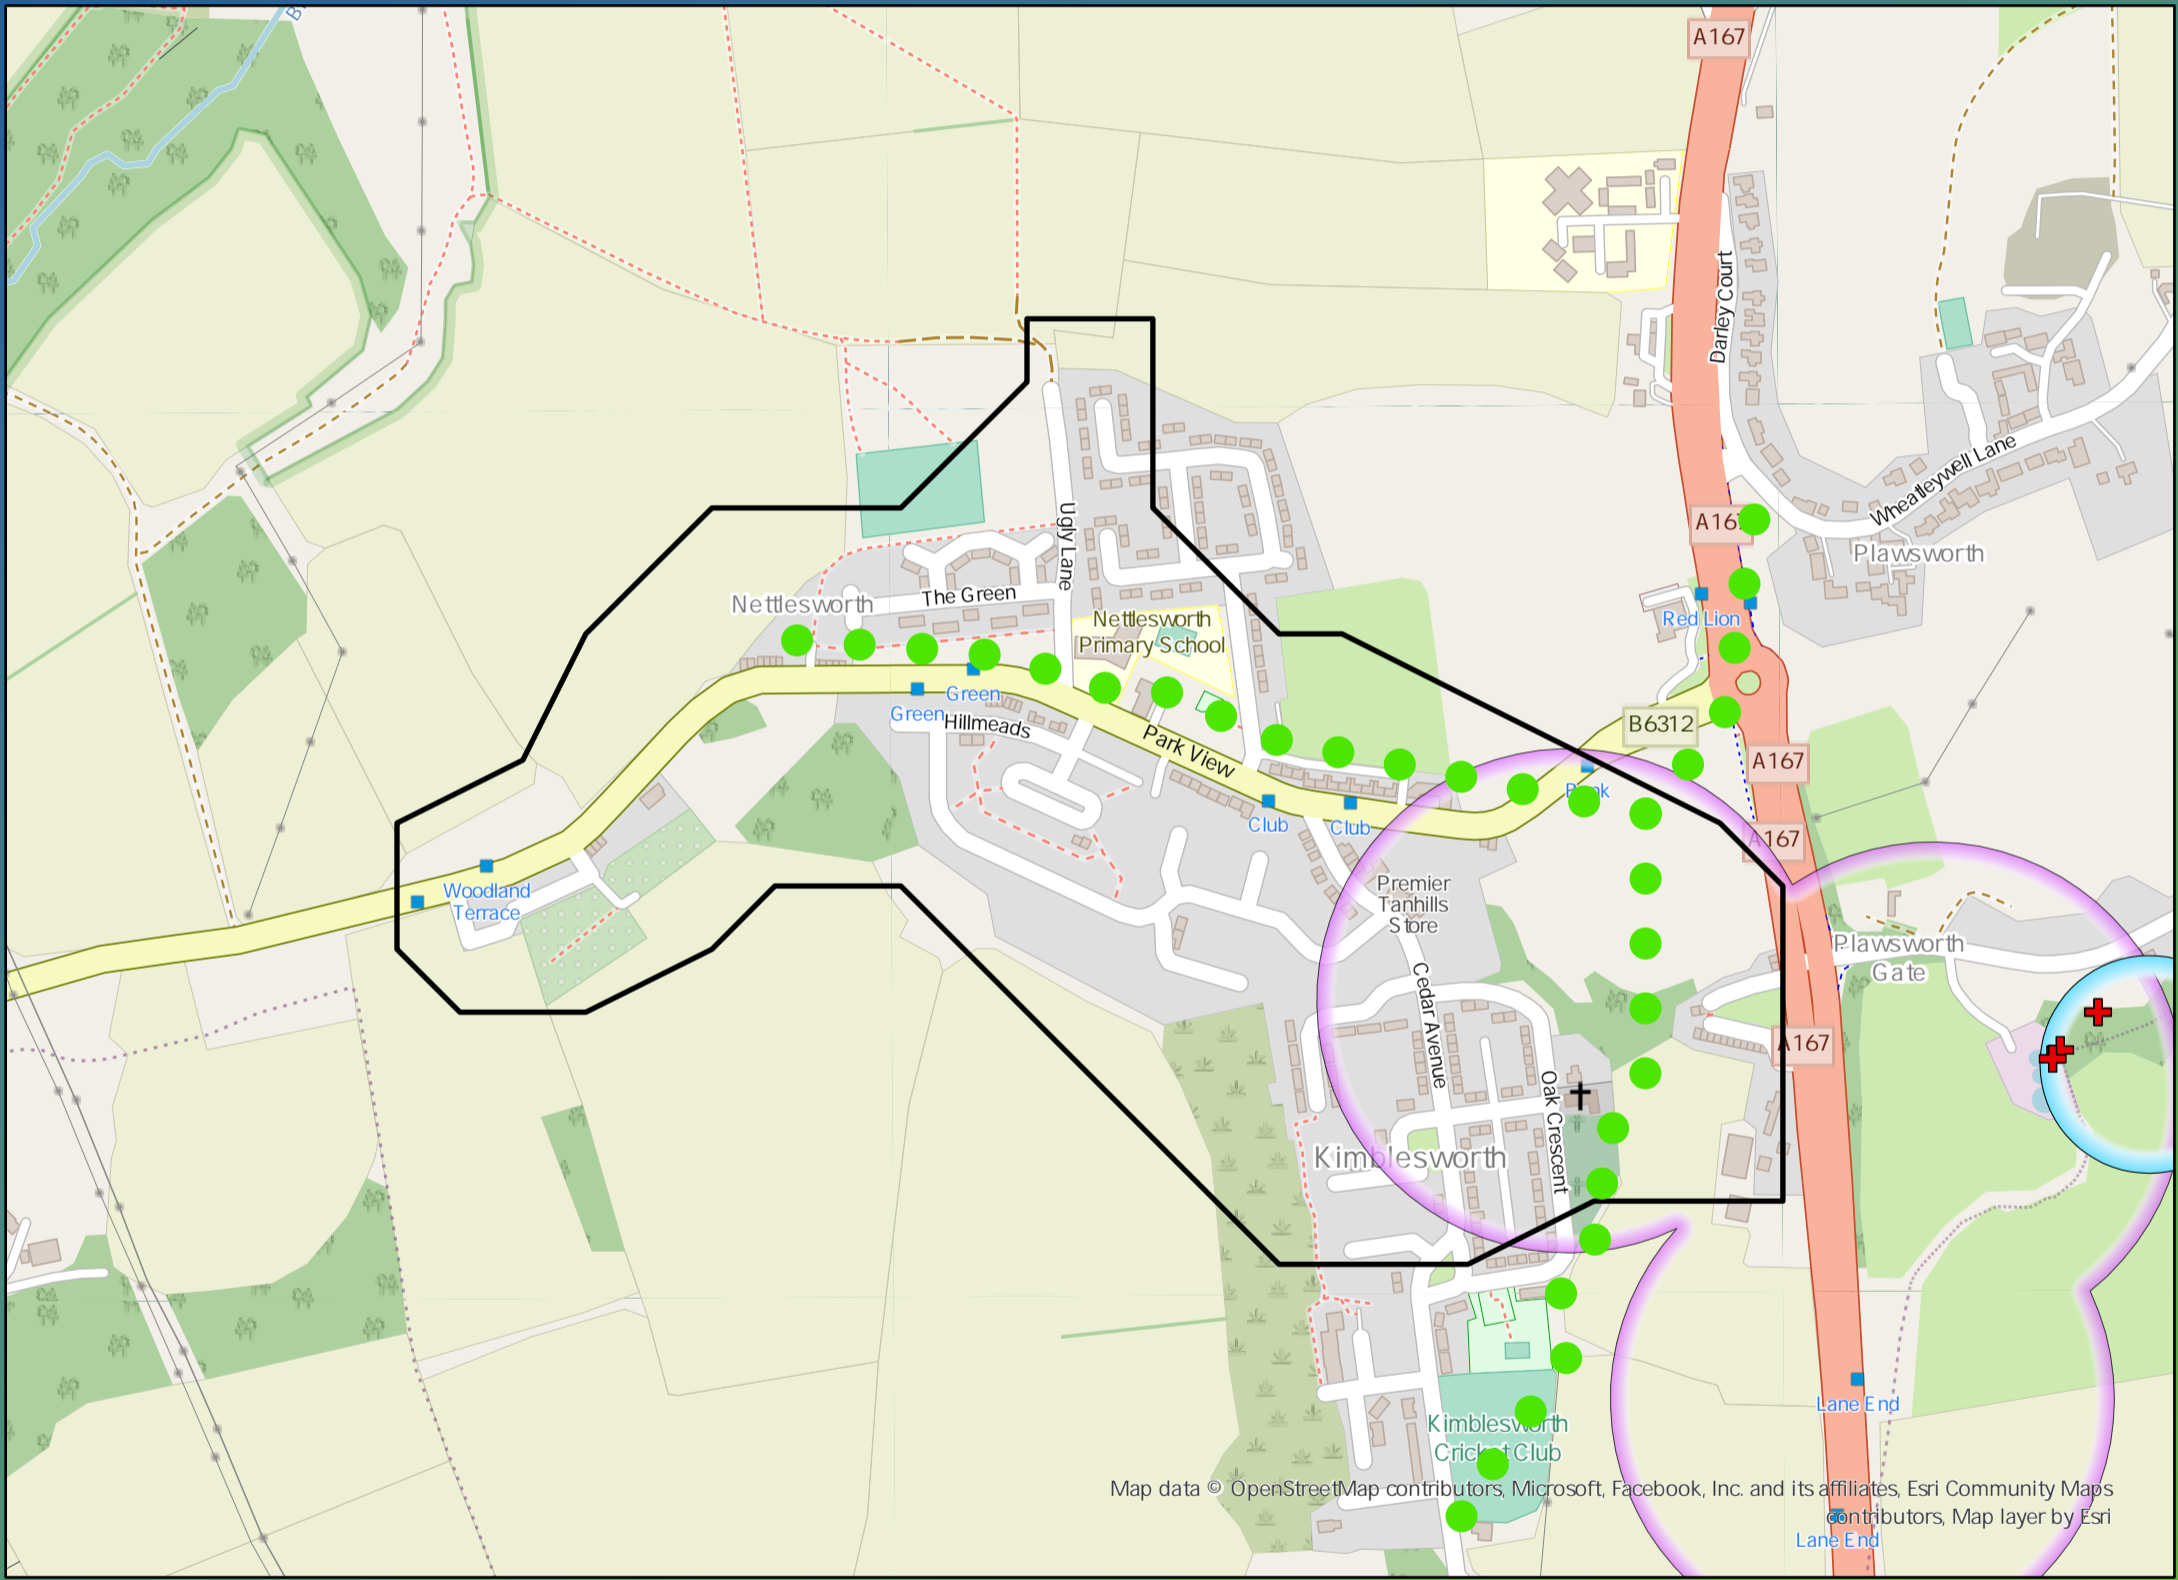 A167
Darley Court
Wheatleywell Lane
Plawsworth
Ugly Lane
The Green
Nettlesworth
Nettlesworth
Primary School
Red Lion
Green
Green
Hillmeads
Park View
B6312
A167
Club
Club
A167
Woodland
Terrace
Premier
Tanhills
Store
Plawsworth
Gate
Cedar Avenue
A167
Oak Crescent
Kimblesworth
Lane End
Kimblesworth
Cricket Club
Map data © OpenStreetMap contributors, Microsoft, Facebook, Inc. and its affiliates, Esri Community Maps
contributors, Map layer by Esri
Lane End